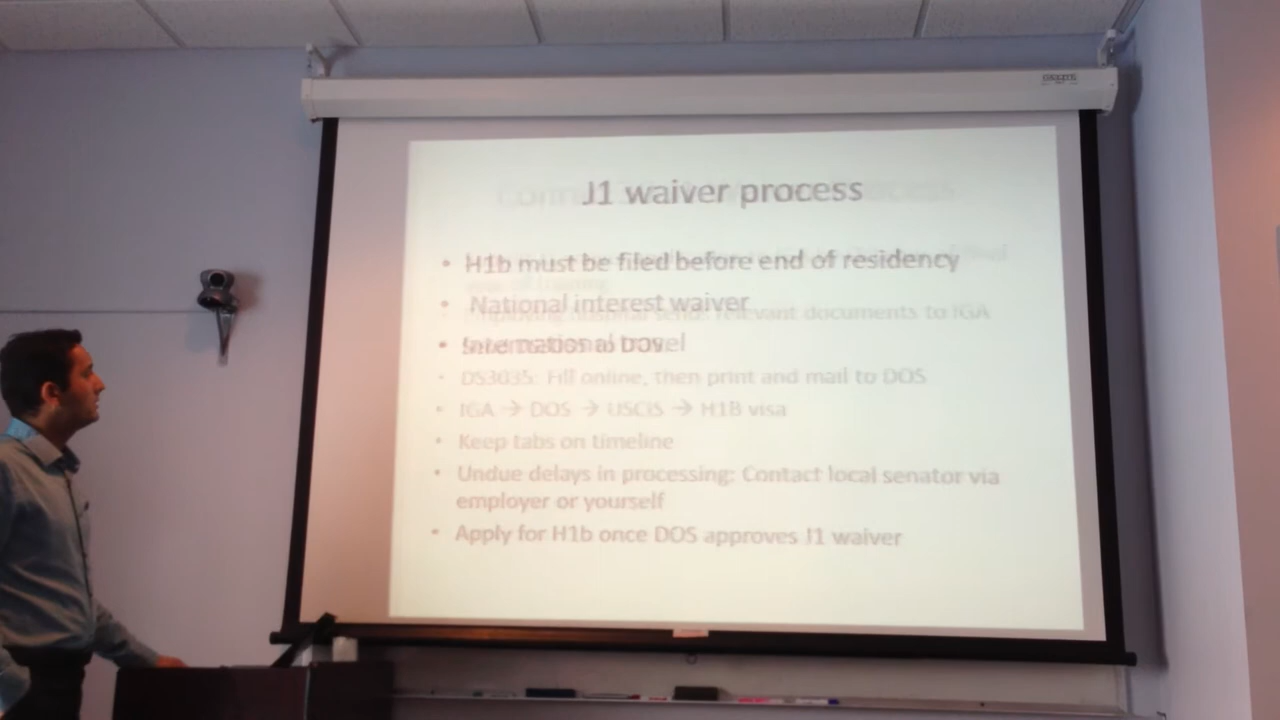 J1 waiver process
• H1b must be filed before end of residency
• National interest waiver
relevant documents to IGA
• International travel
• DS3035: Fill online, then print and mail to DOS
• IGA → DOS → USCIS → H1B visa
• Keep tabs on timeline
• Undue delays in processing: Contact local senator via
employer or yourself
• Apply for H1b once DOS approves J1 waiver